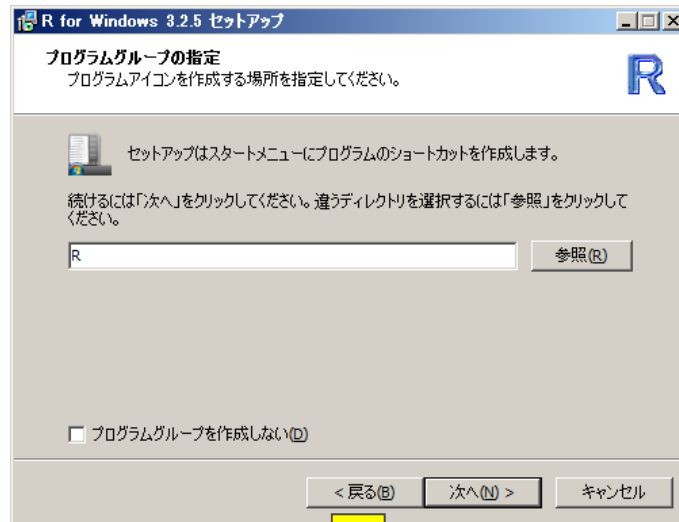 R for Windows 3.2.5 セットアップ
プログラムグループの指定
プログラムアイコンを作成する場所を指定してください。
R
セットアップはスタートメニューにプログラムのショートカットを作成します。
続けるには「次へ」をクリックしてください。違うディレクトリを選択するには「参照」をクリックして
ください。
R
参照(R)
プログラムグループを作成しない(D)
< 戻る(B)
次へ(N) >
キャンセル